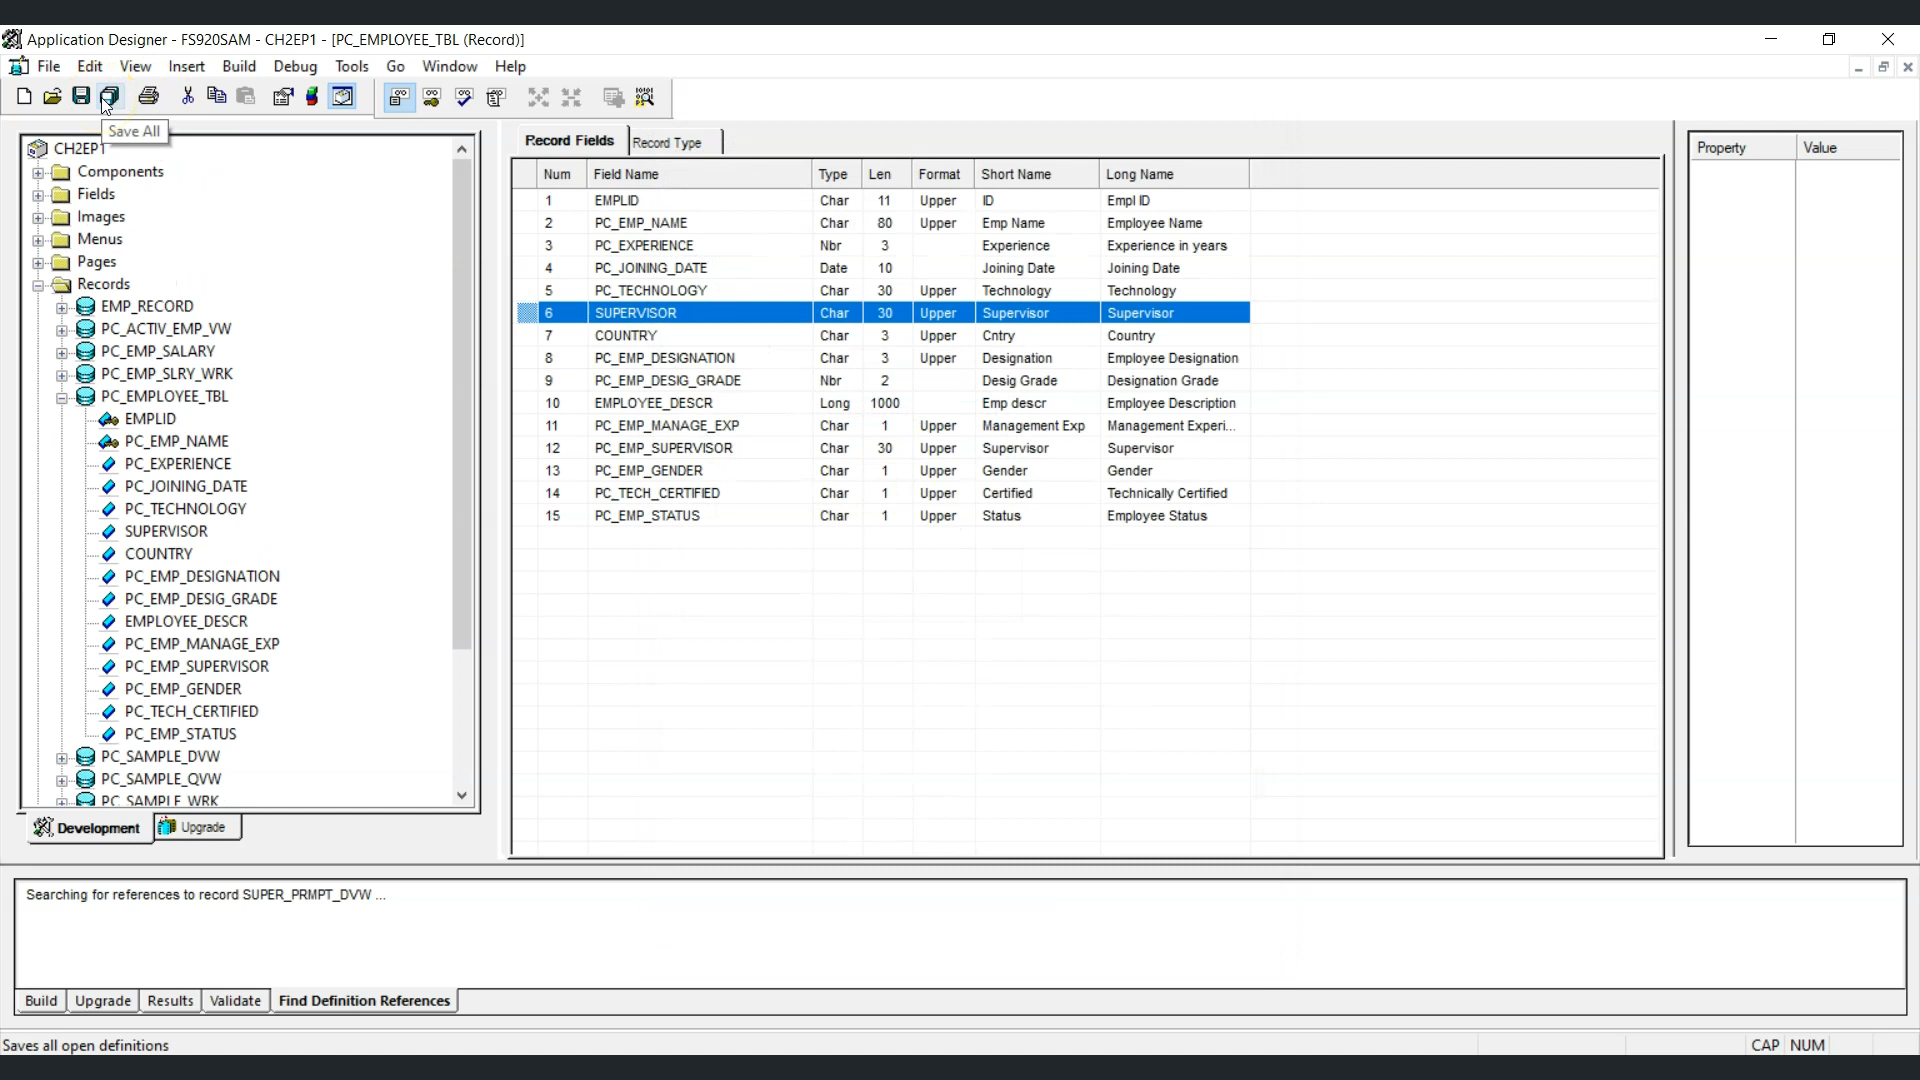 Application Designer - FS920SAM - CH2EP1 - [PC_EMPLOYEE_TBL (Record)]
File Edit View Insert Build Debug Tools Go Window Help
Save All
CH2EP1
Components
Fields
Images
Menus
Pages
Records
EMP_RECORD
PC_ACTIV_EMP_VW
PC_EMP_SALARY
PC_EMP_SLRY_WRK
PC_EMPLOYEE_TBL
EMPLID
PC_EMP_NAME
PC_EXPERIENCE
PC_JOINING_DATE
PC_TECHNOLOGY
SUPERVISOR
COUNTRY
PC_EMP_DESIGNATION
PC_EMP_DESIG_GRADE
EMPLOYEE_DESCR
PC_EMP_MANAGE_EXP
PC_EMP_SUPERVISOR
PC_EMP_GENDER
PC_TECH_CERTIFIED
PC_EMP_STATUS
PC_SAMPLE_DVW
PC_SAMPLE_QVW
PC_SAMPLE_WRK
Development Upgrade
Record Fields Record Type
Num Field Name Type Len Format Short Name Long Name
1 EMPLID Char 11 Upper ID Empl ID
2 PC_EMP_NAME Char 80 Upper Emp Name Employee Name
3 PC_EXPERIENCE Nbr 3 Experience Experience in years
4 PC_JOINING_DATE Date 10 Joining Date Joining Date
5 PC_TECHNOLOGY Char 30 Upper Technology Technology
6 SUPERVISOR Char 30 Upper Supervisor Supervisor
7 COUNTRY Char 3 Upper Cntry Country
8 PC_EMP_DESIGNATION Char 3 Upper Designation Employee Designation
9 PC_EMP_DESIG_GRADE Nbr 2 Desig Grade Designation Grade
10 EMPLOYEE_DESCR Long 1000 Emp descr Employee Description
11 PC_EMP_MANAGE_EXP Char 1 Upper Management Exp Management Experi...
12 PC_EMP_SUPERVISOR Char 30 Upper Supervisor Supervisor
13 PC_EMP_GENDER Char 1 Upper Gender Gender
14 PC_TECH_CERTIFIED Char 1 Upper Certified Technically Certified
15 PC_EMP_STATUS Char 1 Upper Status Employee Status
Property Value
Searching for references to record SUPER_PRMPT_DVW ...
Build Upgrade Results Validate Find Definition References
Saves all open definitions
CAP NUM